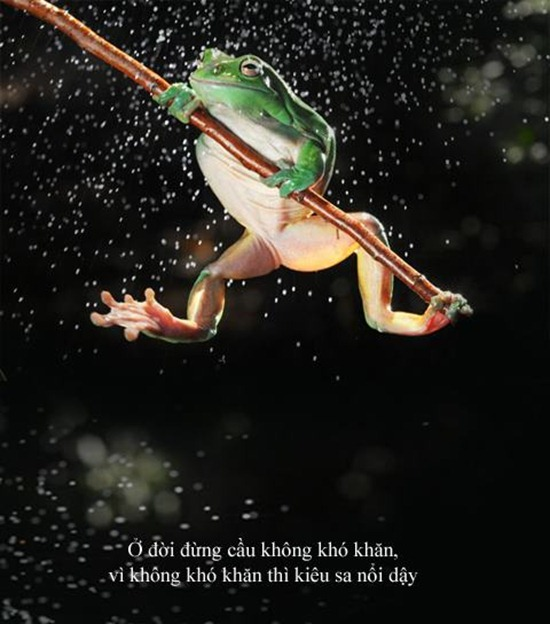 Ở đời đừng cầu không khó khăn,
vì không khó khăn thì kiêu sa nổi dậy